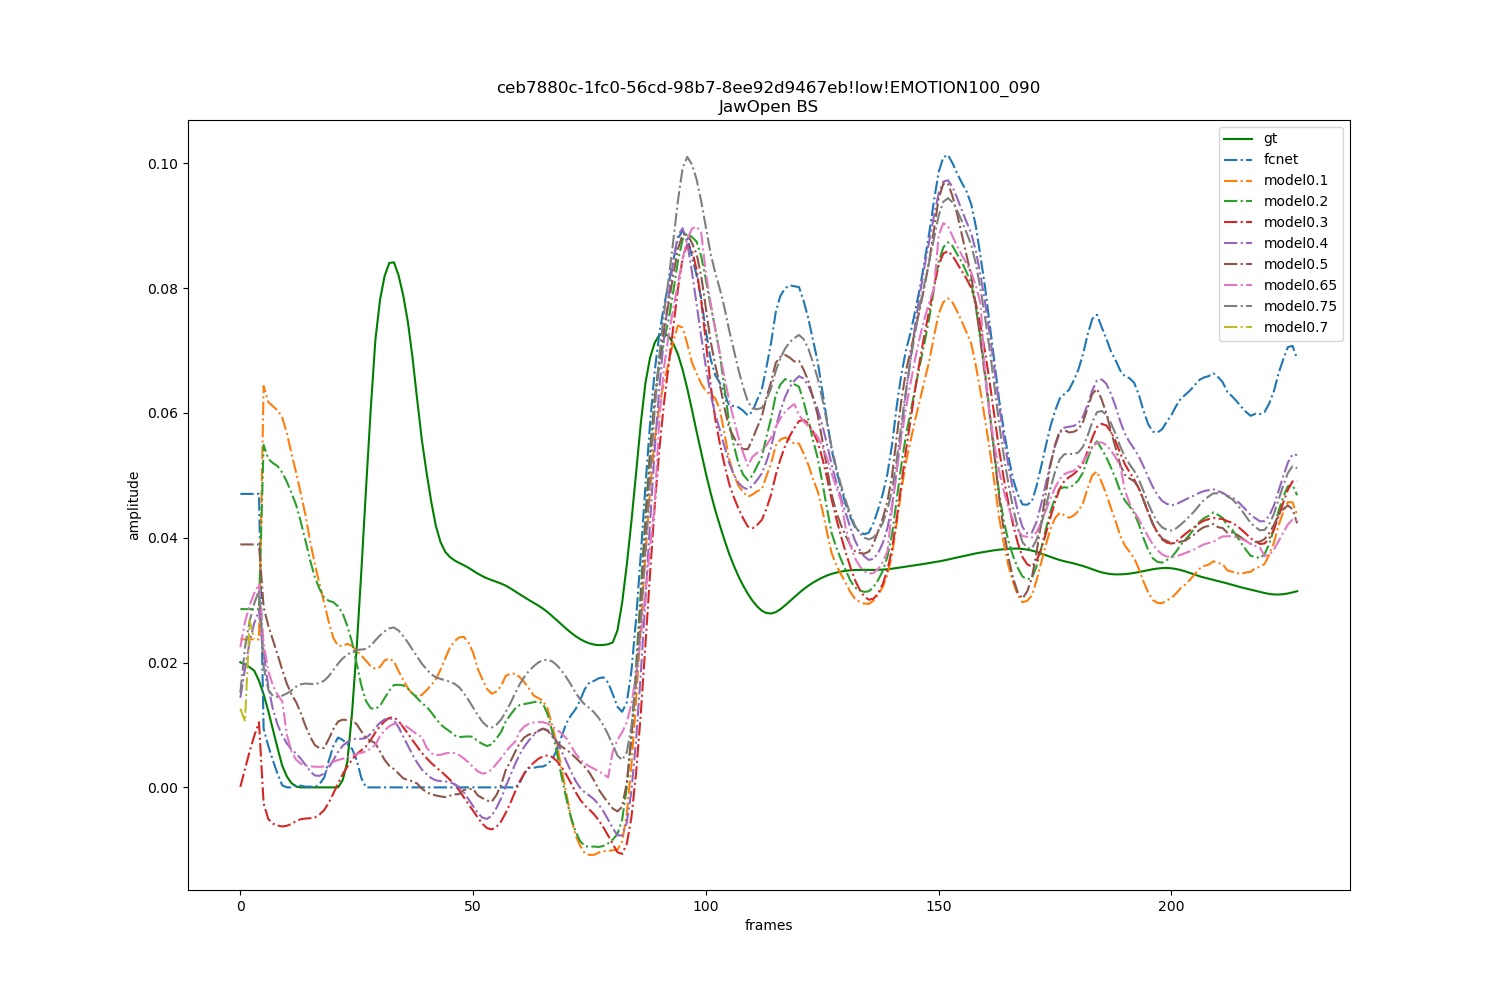 ceb7880c-1fc0-56cd-98b7-8ee92d9467eb!low!EMOTION100_090
JawOpen BS
gt
fcnet
model0.1
model0.2
model0.3
model0.4
model0.5
model0.65
model0.75
model0.7
0.10
0.08
0.06
0.04
0.02
0.00
amplitude
0
50
100
150
200
frames